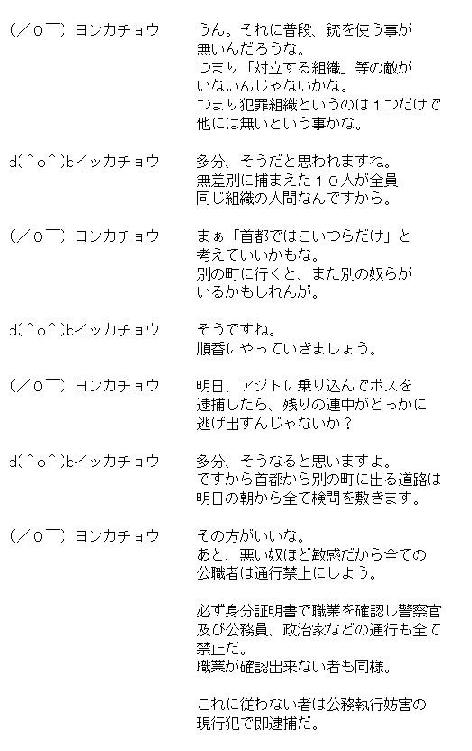 (／０￣) ヨンカチョウ　うん。それに普段、銃を使う事が
無いんだろうな。
つまり「対立する組織」等の敵が
いないんじゃないかな。
つまり犯罪組織というのは１つだけで
他には無いという事かな。
d(＾o＾)bイッカチョウ　多分、そうだと思われますね。
無差別に捕まえた１０人が全員
同じ組織の人間なんですから。
(／０￣) ヨンカチョウ　まぁ「首都ではこいつらだけ」と
考えていいかもな。
別の町に行くと、また別の奴らが
いるかもしれんが。
d(＾o＾)bイッカチョウ　そうですね。
順番にやっていきましょう。
(／０￣) ヨンカチョウ　明日、アジトに乗り込んでボスを
逮捕したら、残りの連中がどっかに
逃げ出すんじゃないか？
d(＾o＾)bイッカチョウ　多分、そうなると思いますよ。
ですから首都から別の町に出る道路は
明日の朝から全て検問を敷きます。
(／０￣) ヨンカチョウ　その方がいいな。
あと、悪い奴ほど敏感だから全ての
公職者は通行禁止にしよう。
必ず身分証明書で職業を確認し警察官
及び公務員、政治家などの通行も全て
禁止だ。
職業が確認出来ない者も同様。
これに従わない者は公務執行妨害の
現行犯で即逮捕だ。